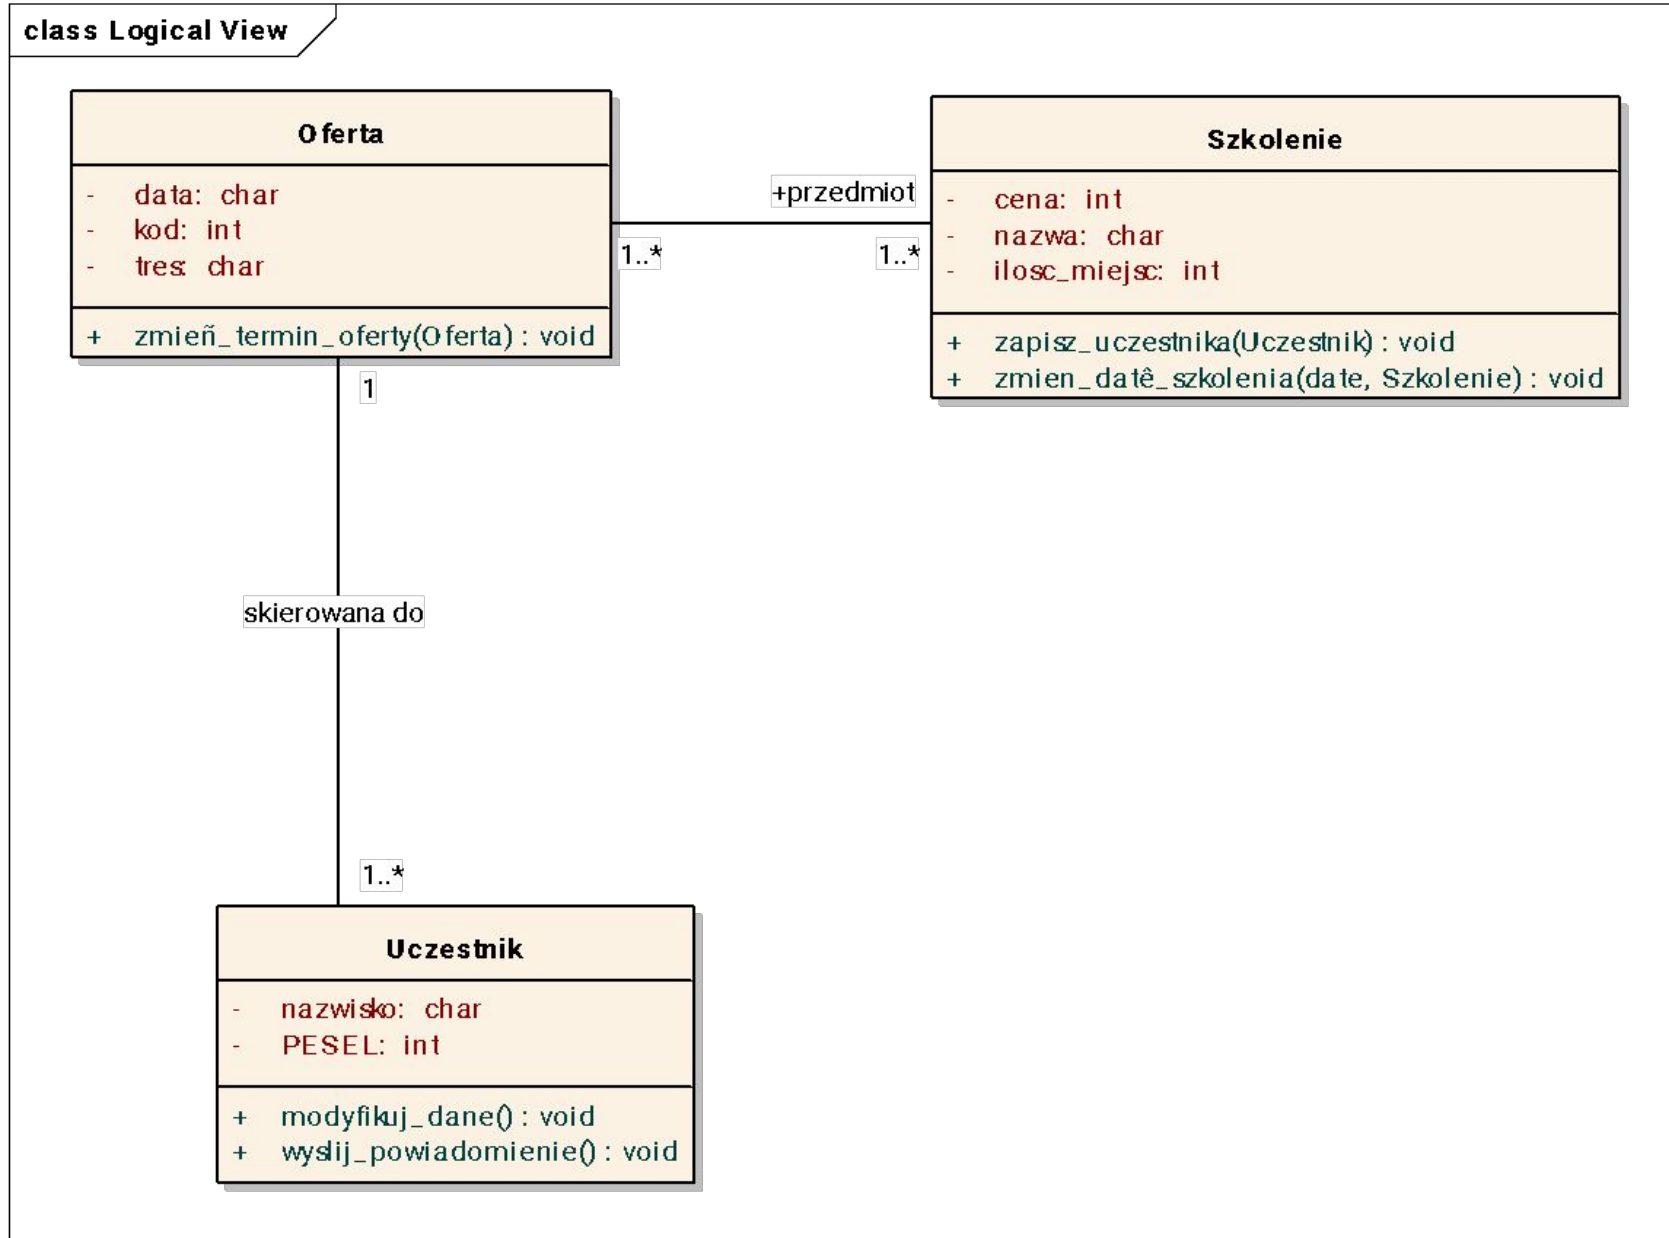 class Logical View
Oferta
- data: char
- kod: int
- tres: char
+ zmieñ_termin_oferty(Oferta) : void
+przedmiot
1..*
1..*
Szkolenie
- cena: int
- nazwa: char
- ilosc_miejsc: int
+ zapisz_uczestnika(Uczestnik) : void
+ zmien_datê_szkolenia(date, Szkolenie) : void
1
skierowana do
1..*
Uczestnik
- nazwisko: char
- PESEL: int
+ modyfikuj_dane() : void
+ wyslij_powiadomienie() : void